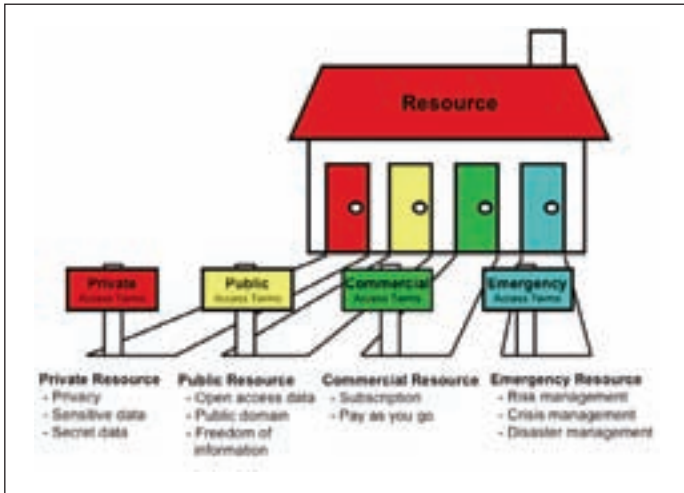 Resource
Private
Access Terms
Public
Access Terms
Commercial
Access Terms
Emergency
Access Terms
Private Resource
- Privacy
- Sensitive data
- Secret data
Public Resource
- Open access data
- Public domain
- Freedom of
information
Commercial Resource
- Subscription
- Pay as you go
Emergency Resource
- Risk management
- Crisis management
- Disaster management